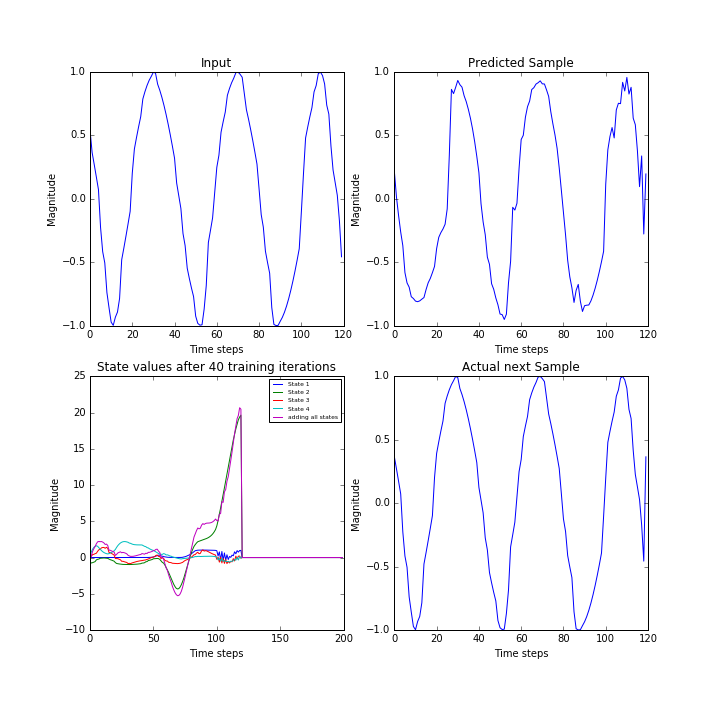 Input
1.0
0.5
0.0
−0.5
−1.0
Magnitude
0 20 40 60 80 100 120
Time steps
Predicted Sample
1.0
0.5
0.0
−0.5
−1.0
Magnitude
0 20 40 60 80 100 120
Time steps
State values after 40 training iterations
25
20
15
10
5
0
−5
−10
Magnitude
State 1
State 2
State 3
State 4
adding all states
0 50 100 150 200
Time steps
Actual next Sample
1.0
0.5
0.0
−0.5
−1.0
Magnitude
0 20 40 60 80 100 120
Time steps